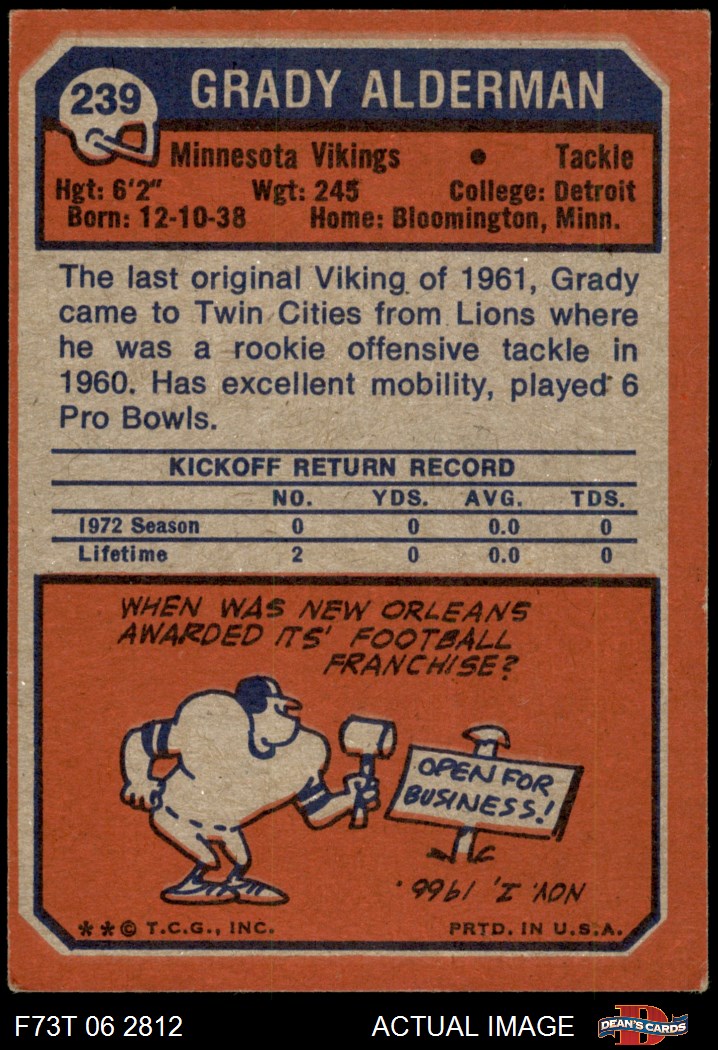 239
GRADY ALDERMAN
Minnesota Vikings • Tackle
Hgt: 6'2" Wgt: 245 College: Detroit
Born: 12-10-38 Home: Bloomington, Minn.
The last original Viking of 1961, Grady
came to Twin Cities from Lions where
he was a rookie offensive tackle in
1960. Has excellent mobility, played 6
Pro Bowls.
KICKOFF RETURN RECORD
NO. YDS. AVG. TDS.
1972 Season 0 0 0.0 0
Lifetime 2 0 0.0 0
WHEN WAS NEW ORLEANS
AWARDED ITS' FOOTBALL
FRANCHISE?
OPEN FOR
BUSINESS!
NOV. 1, 1966.
**© T.C.G., INC. PRTD. IN U.S.A.
F73T 06 2812 ACTUAL IMAGE
D
DEAN'S CARDS